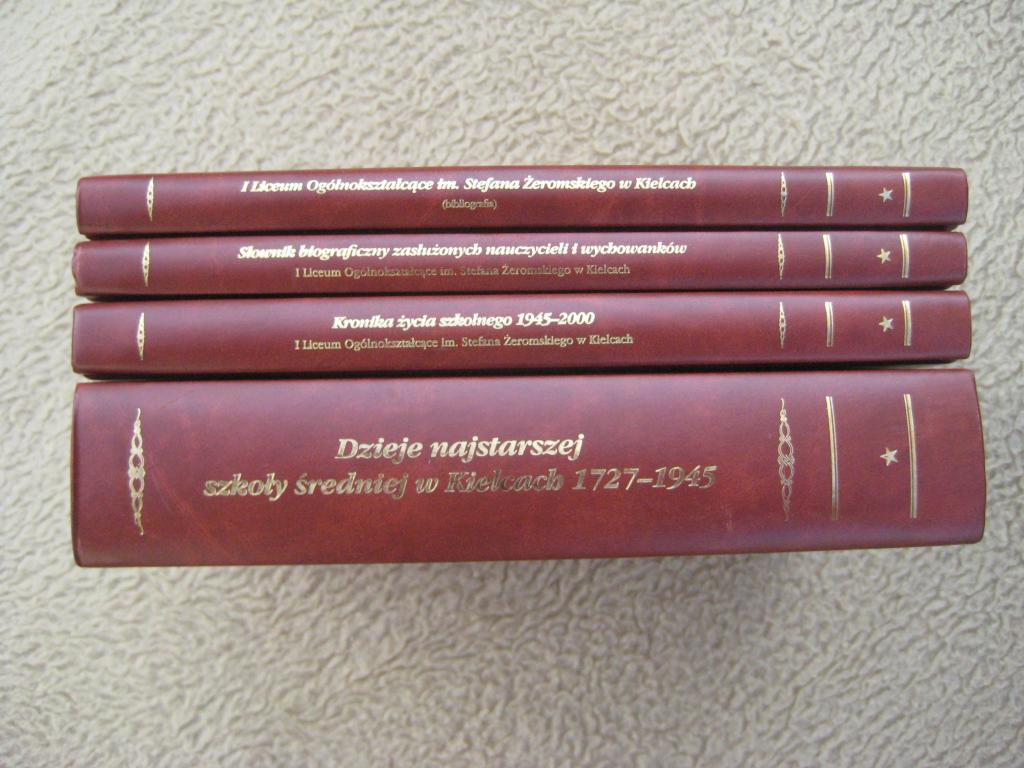 I Liceum Ogólnokształcące im. Stefana Żeromskiego w Kielcach
(bibliografia)
Słownik biograficzny zasłużonych nauczycieli i wychowanków
I Liceum Ogólnokształcące im. Stefana Żeromskiego w Kielcach
Kronika życia szkolnego 1945–2000
I Liceum Ogólnokształcące im. Stefana Żeromskiego w Kielcach
Dzieje najstarszej
szkoły średniej w Kielcach 1727–1945